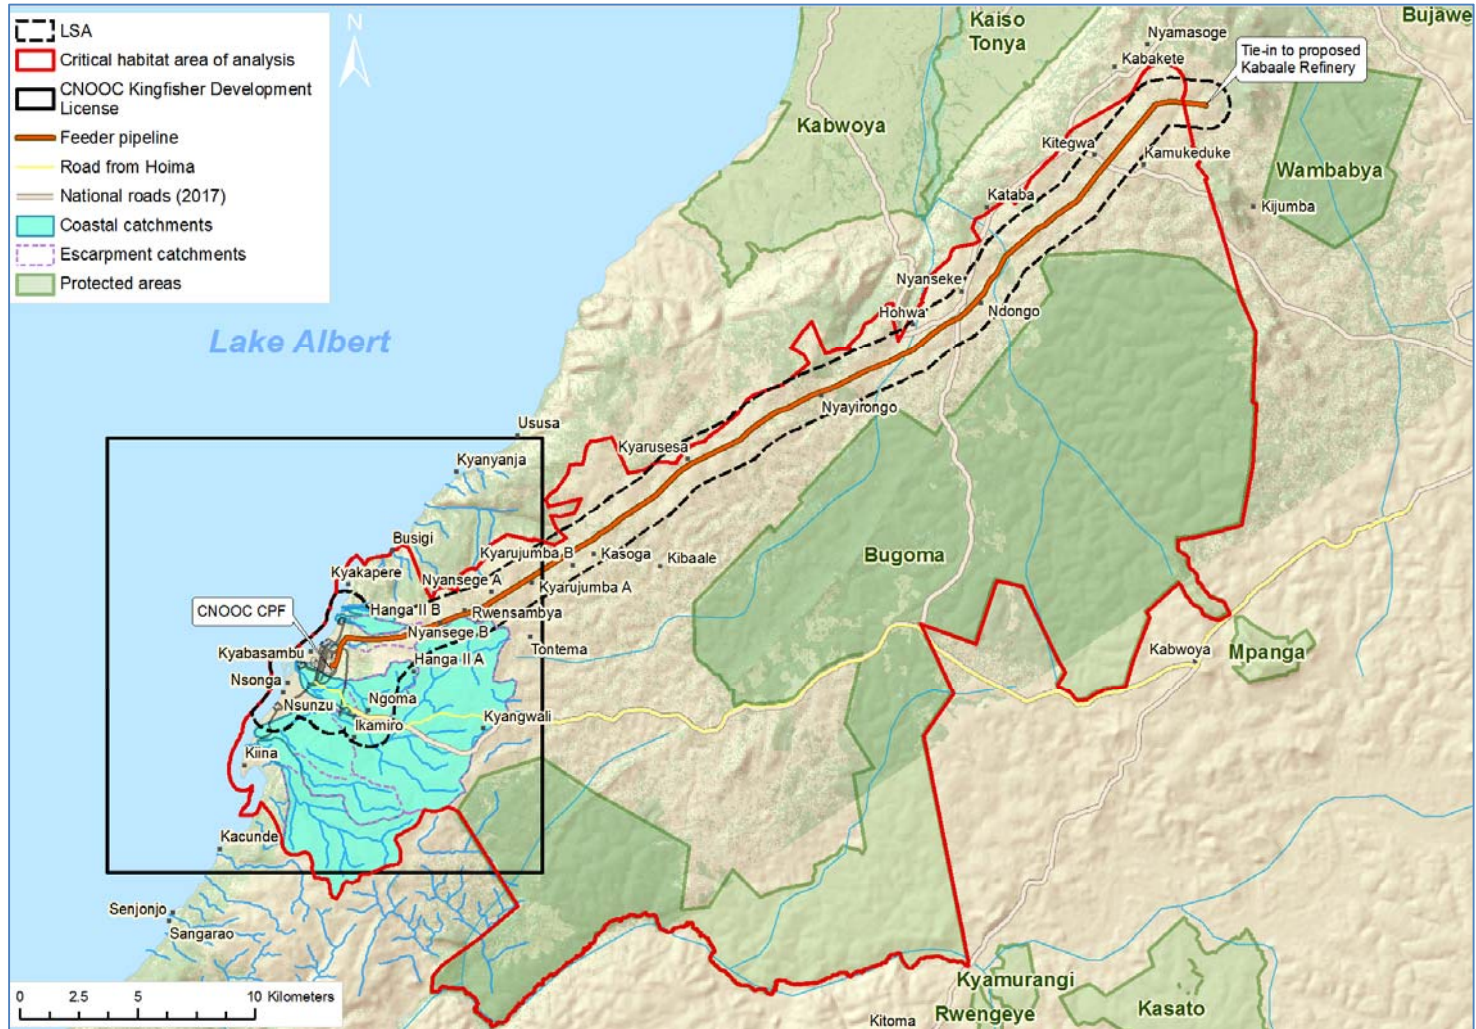 LSA
Critical habitat area of analysis
CNOOC Kingfisher Development
License
Feeder pipeline
Road from Hoima
National roads (2017)
Coastal catchments
Escarpment catchments
Protected areas
N
Kaiso
Tonya
Bujawe
Nyamasoge
Kabakete
Tie-in to proposed
Kabaale Refinery
Kabwoya
Kitegwa
Kamukeduke
Wambabya
Kataba
Kijumba
Nyanseke
Hohwa
Ndongo
Lake Albert
Nyayirongo
Ususa
Kyarusesa
Kyanyanja
Busigi
Kyarujumba B
Kasoga
Kibaale
Bugoma
Kyakapere
Nyansege A
Kyarujumba A
CNOOC CPF
Hanga II B
Rwensambya
Nyansege B
Kyabasambu
Tontema
Hanga II A
Kabwoya
Mpanga
Nsonga
Ngoma
Nsunzu
Ikamiro
Kyangwali
Kiina
Kacunde
Senjonjo
Sangarao
Kyamurangi
Kasato
Rwengeye
Kitoma
0 2.5 5 10 Kilometers